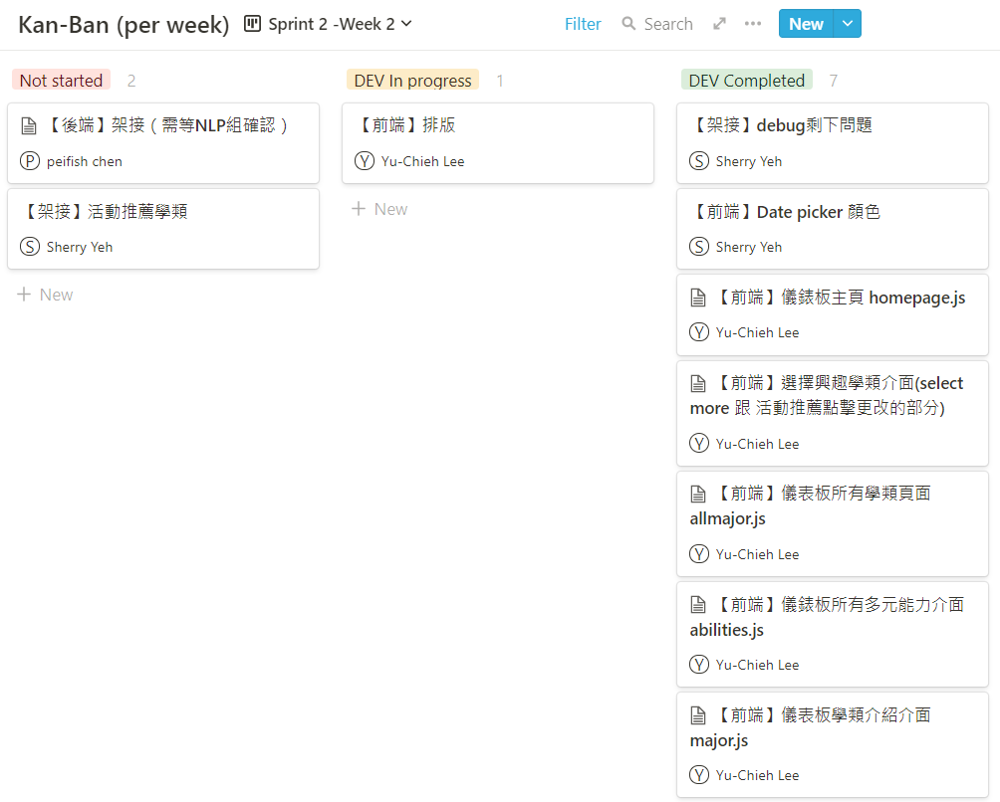 Kan-Ban (per week) Sprint 2 -Week 2 Filter Search New
Not started 2
【後端】架接（需等NLP組確認）
P peifish chen
【架接】活動推薦學類
S Sherry Yeh
New
DEV In progress 1
【前端】排版
Y Yu-Chieh Lee
New
DEV Completed 7
【架接】debug剩下問題
S Sherry Yeh
【前端】Date picker 顏色
S Sherry Yeh
【前端】儀錶板主頁 homepage.js
Y Yu-Chieh Lee
【前端】選擇興趣學類介面(select
more 跟 活動推薦點擊更改的部分)
Y Yu-Chieh Lee
【前端】儀表板所有學類頁面
allmajor.js
Y Yu-Chieh Lee
【前端】儀錶板所有多元能力介面
abilities.js
Y Yu-Chieh Lee
【前端】儀表板學類介紹介面
major.js
Y Yu-Chieh Lee